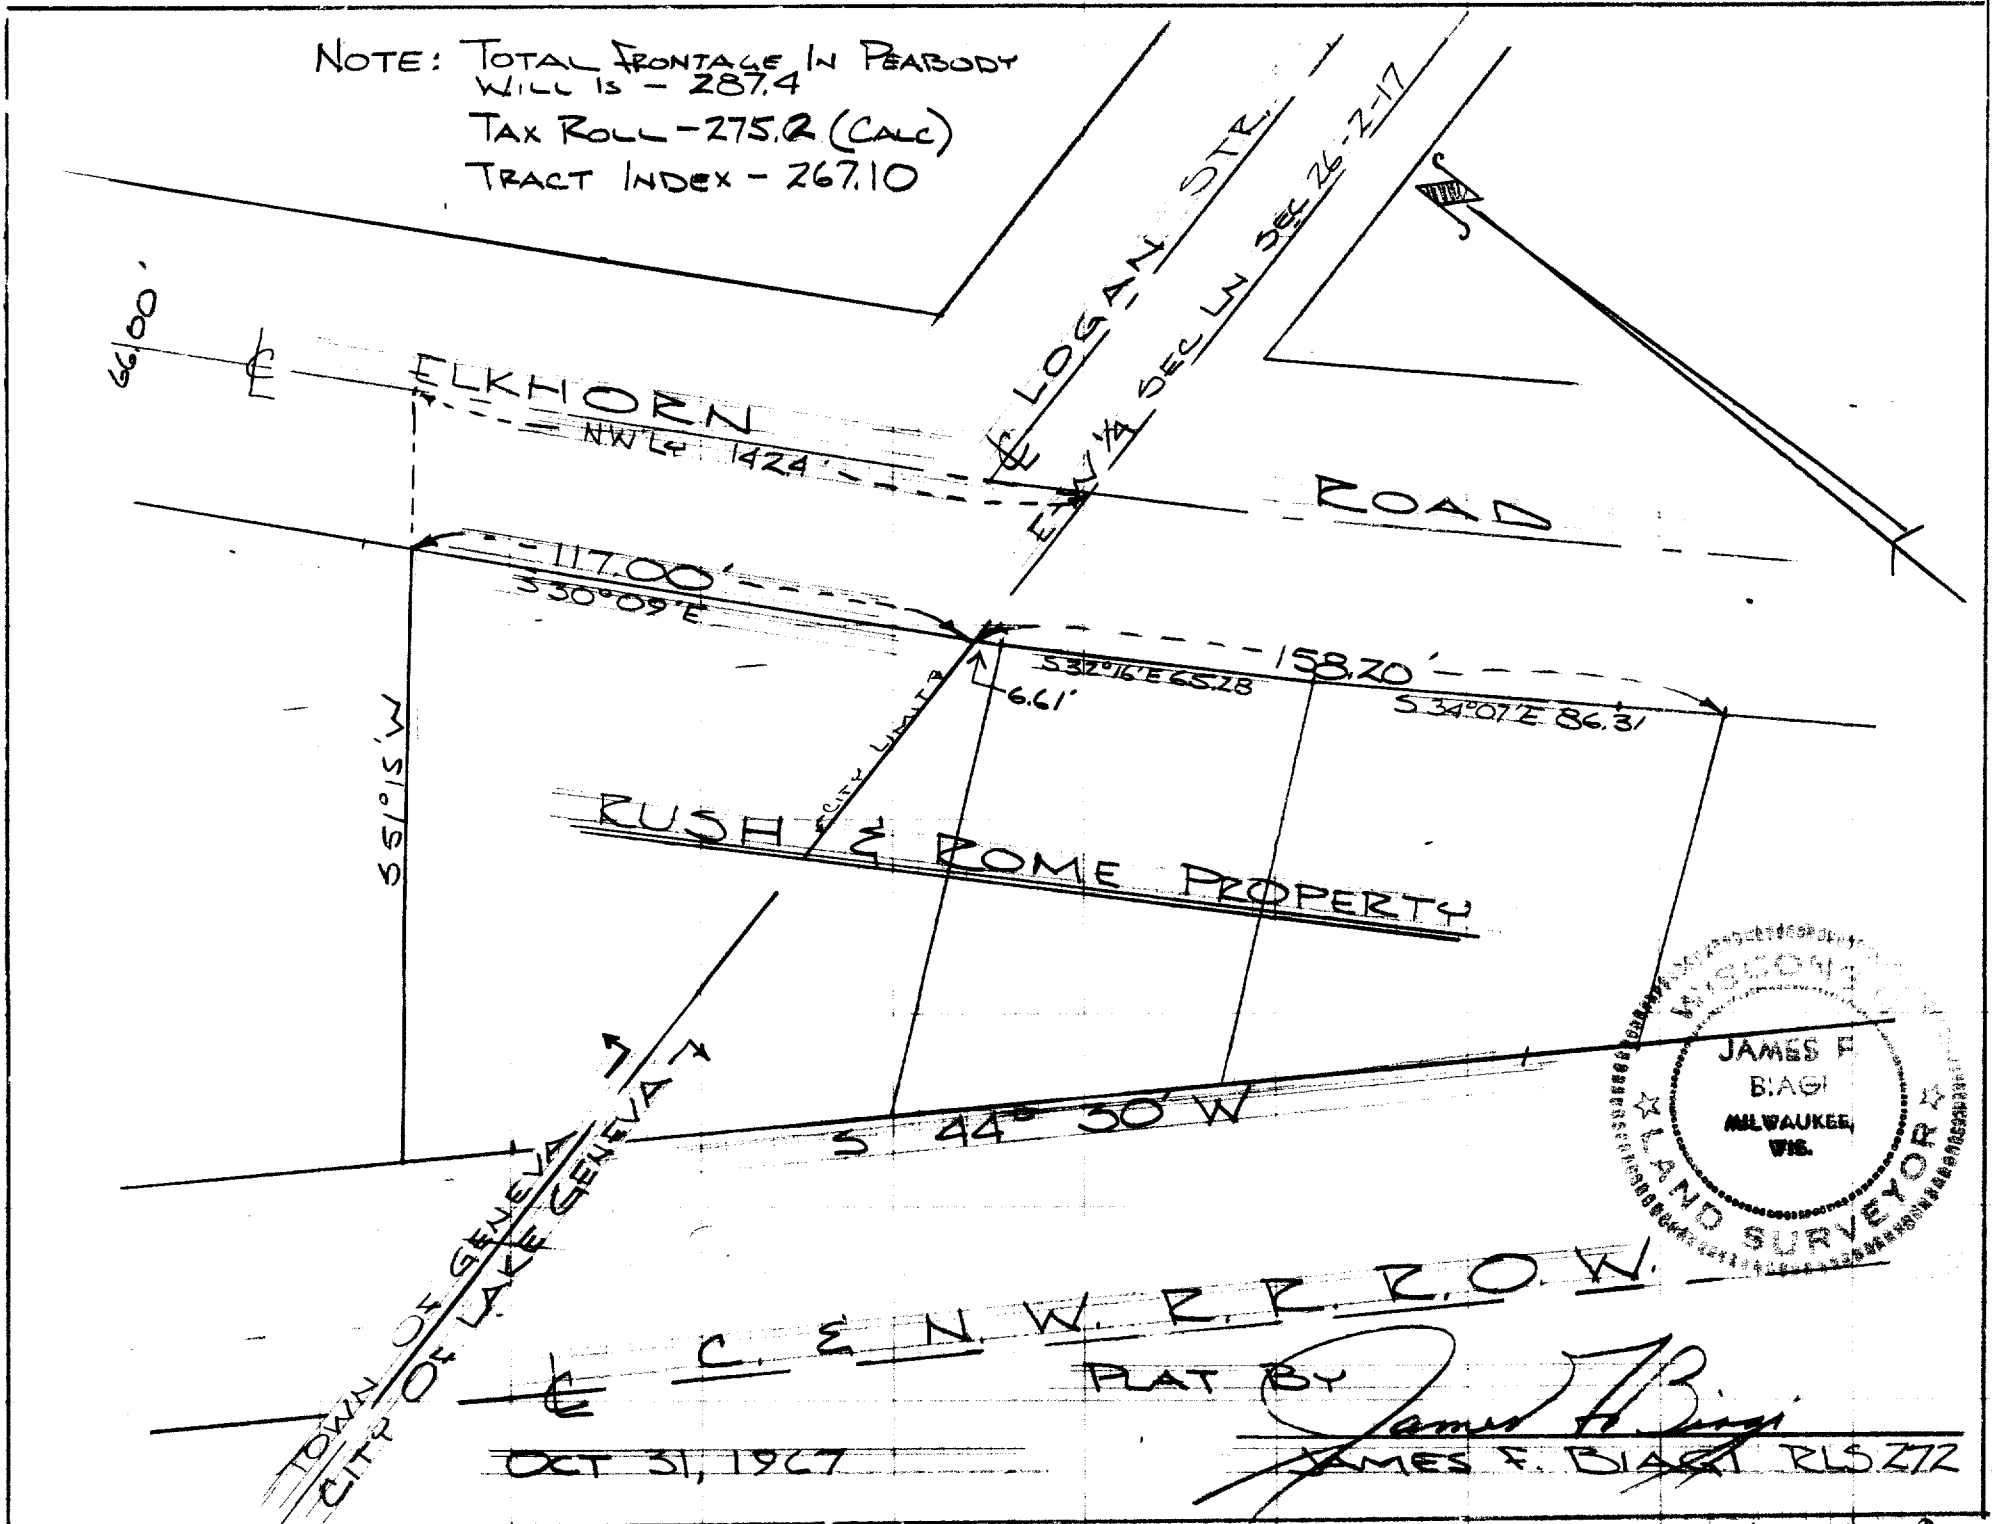 NOTE: TOTAL FRONTAGE IN PEABODY
WILL IS - 287.4
TAX ROLL - 275.2 (CALC)
TRACT INDEX - 267.10
LOGAN STR.
E-W 1/4 SEC LN SEC 26-2-17
66.00'
ELKHORN
NW'LY 142.4'
ROAD
117.00'
S 30°09'E
158.20'
S 32°16'E 65.28
S 34°07'E 86.31
6.61'
CITY LIMITS
S 51°15'W
RUSH & ROME PROPERTY
S 44° 30' W
TOWN OF GENEVA
CITY OF LAKE GENEVA
C. & N. W. R. R. R. O. W.
WISCONSIN
JAMES F
BIAGI
MILWAUKEE,
WIS.
LAND SURVEYOR
PLAT BY
James F. Biagi
JAMES F. BIAGI RLS 272
OCT 31, 1967